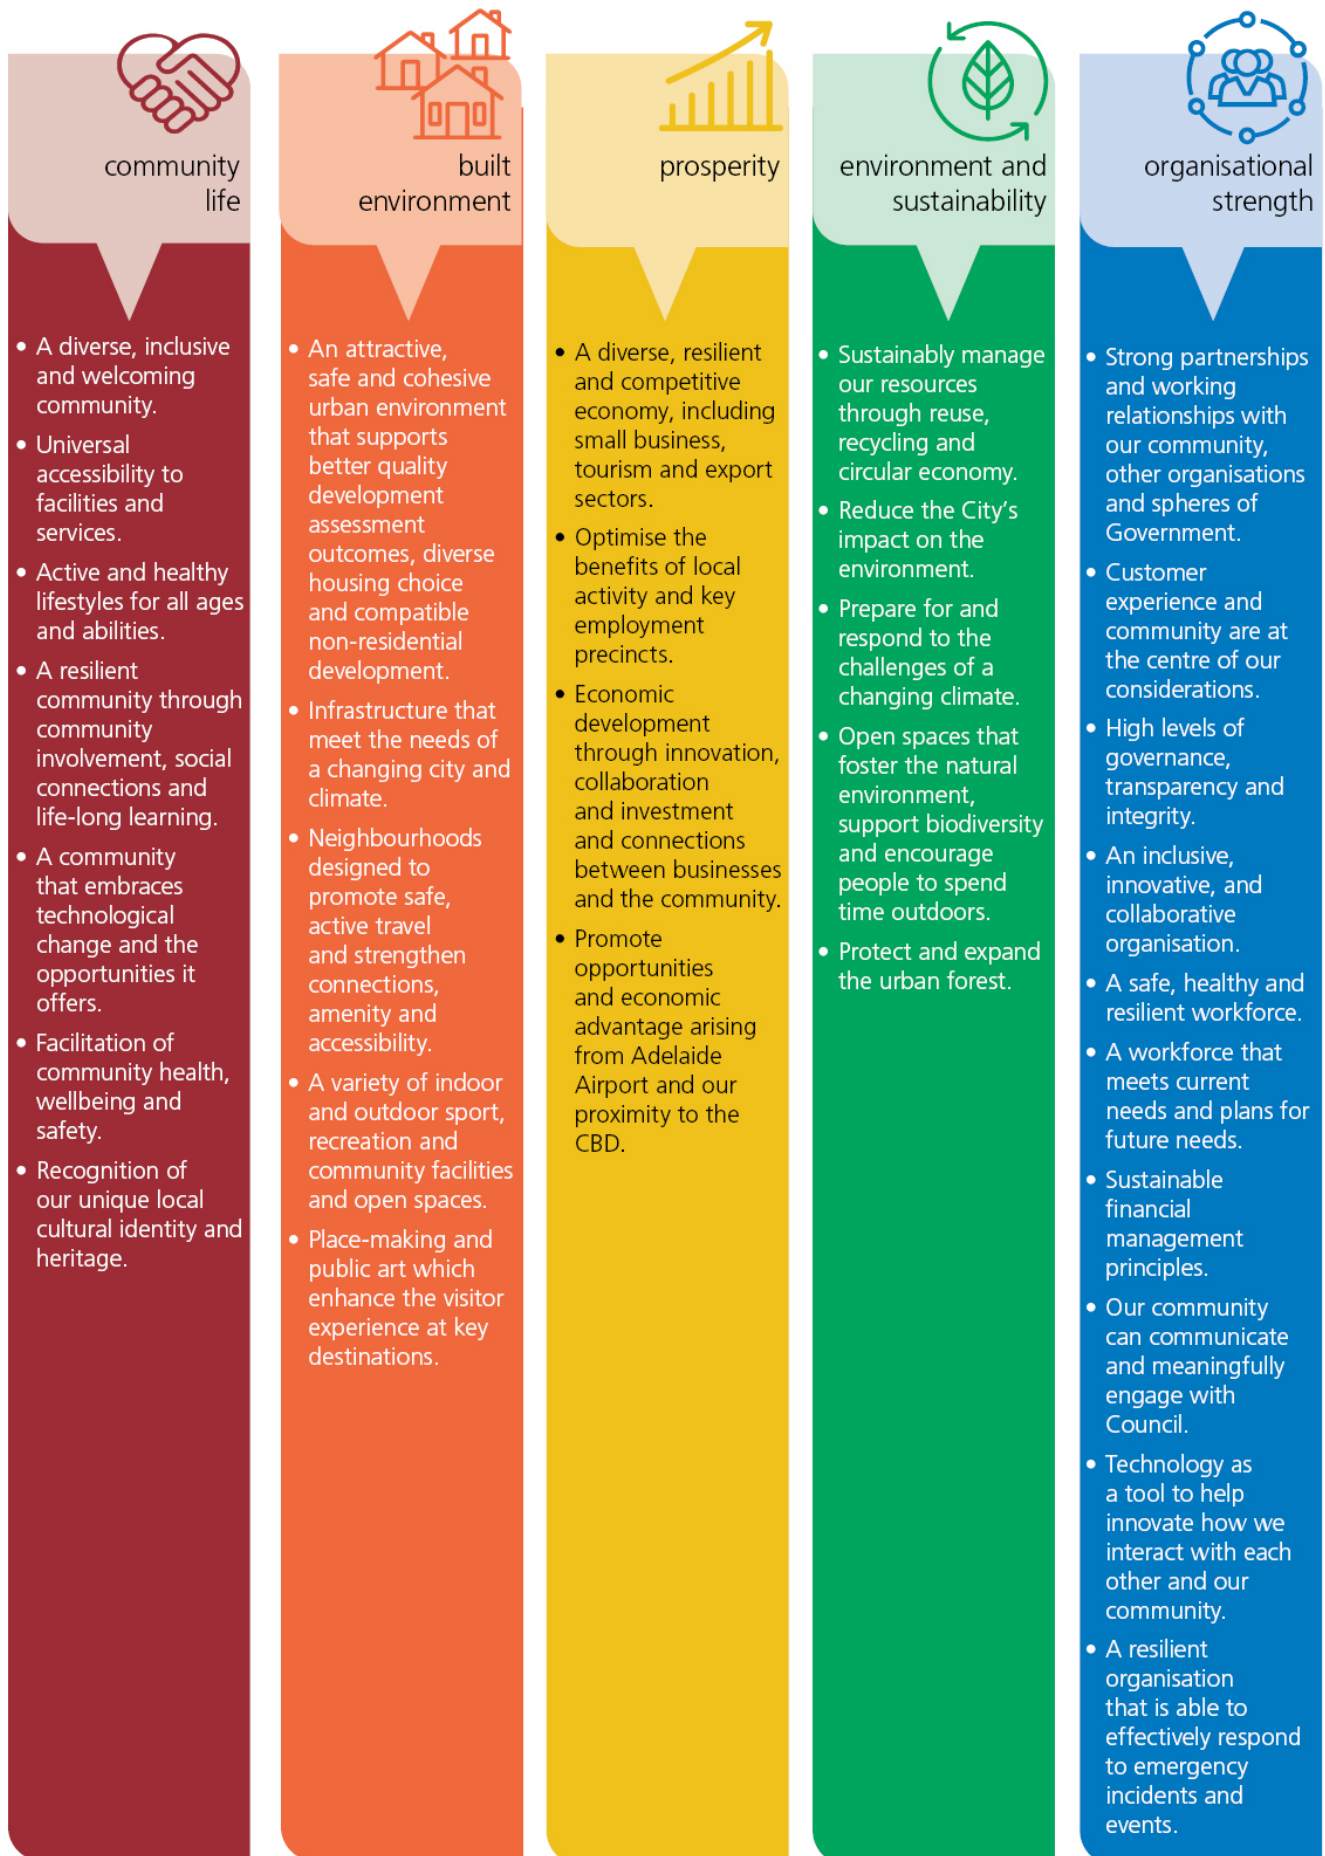 community
life
• A diverse, inclusive
and welcoming
community.
• Universal
accessibility to
facilities and
services.
• Active and healthy
lifestyles for all ages
and abilities.
• A resilient
community through
community
involvement, social
connections and
life-long learning.
• A community
that embraces
technological
change and the
opportunities it
offers.
• Facilitation of
community health,
wellbeing and
safety.
• Recognition of
our unique local
cultural identity and
heritage.
built
environment
• An attractive,
safe and cohesive
urban environment
that supports
better quality
development
assessment
outcomes, diverse
housing choice
and compatible
non-residential
development.
• Infrastructure that
meet the needs of
a changing city and
climate.
• Neighbourhoods
designed to
promote safe,
active travel
and strengthen
connections,
amenity and
accessibility.
• A variety of indoor
and outdoor sport,
recreation and
community facilities
and open spaces.
• Place-making and
public art which
enhance the visitor
experience at key
destinations.
prosperity
• A diverse, resilient
and competitive
economy, including
small business,
tourism and export
sectors.
• Optimise the
benefits of local
activity and key
employment
precincts.
• Economic
development
through innovation,
collaboration
and investment
and connections
between businesses
and the community.
• Promote
opportunities
and economic
advantage arising
from Adelaide
Airport and our
proximity to the
CBD.
environment and
sustainability
• Sustainably manage
our resources
through reuse,
recycling and
circular economy.
• Reduce the City's
impact on the
environment.
• Prepare for and
respond to the
challenges of a
changing climate.
• Open spaces that
foster the natural
environment,
support biodiversity
and encourage
people to spend
time outdoors.
• Protect and expand
the urban forest.
organisational
strength
• Strong partnerships
and working
relationships with
our community,
other organisations
and spheres of
Government.
• Customer
experience and
community are at
the centre of our
considerations.
• High levels of
governance,
transparency and
integrity.
• An inclusive,
innovative, and
collaborative
organisation.
• A safe, healthy and
resilient workforce.
• A workforce that
meets current
needs and plans for
future needs.
• Sustainable
financial
management
principles.
• Our community
can communicate
and meaningfully
engage with
Council.
• Technology as
a tool to help
innovate how we
interact with each
other and our
community.
• A resilient
organisation
that is able to
effectively respond
to emergency
incidents and
events.